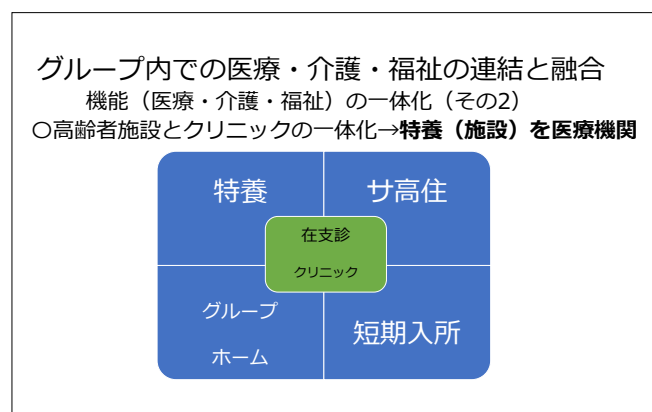 グループ内での医療・介護・福祉の連結と融合
機能（医療・介護・福祉）の一体化（その2）
〇高齢者施設とクリニックの一体化→特養（施設）を医療機関
特養
サ高住
在支診
クリニック
グループ
ホーム
短期入所